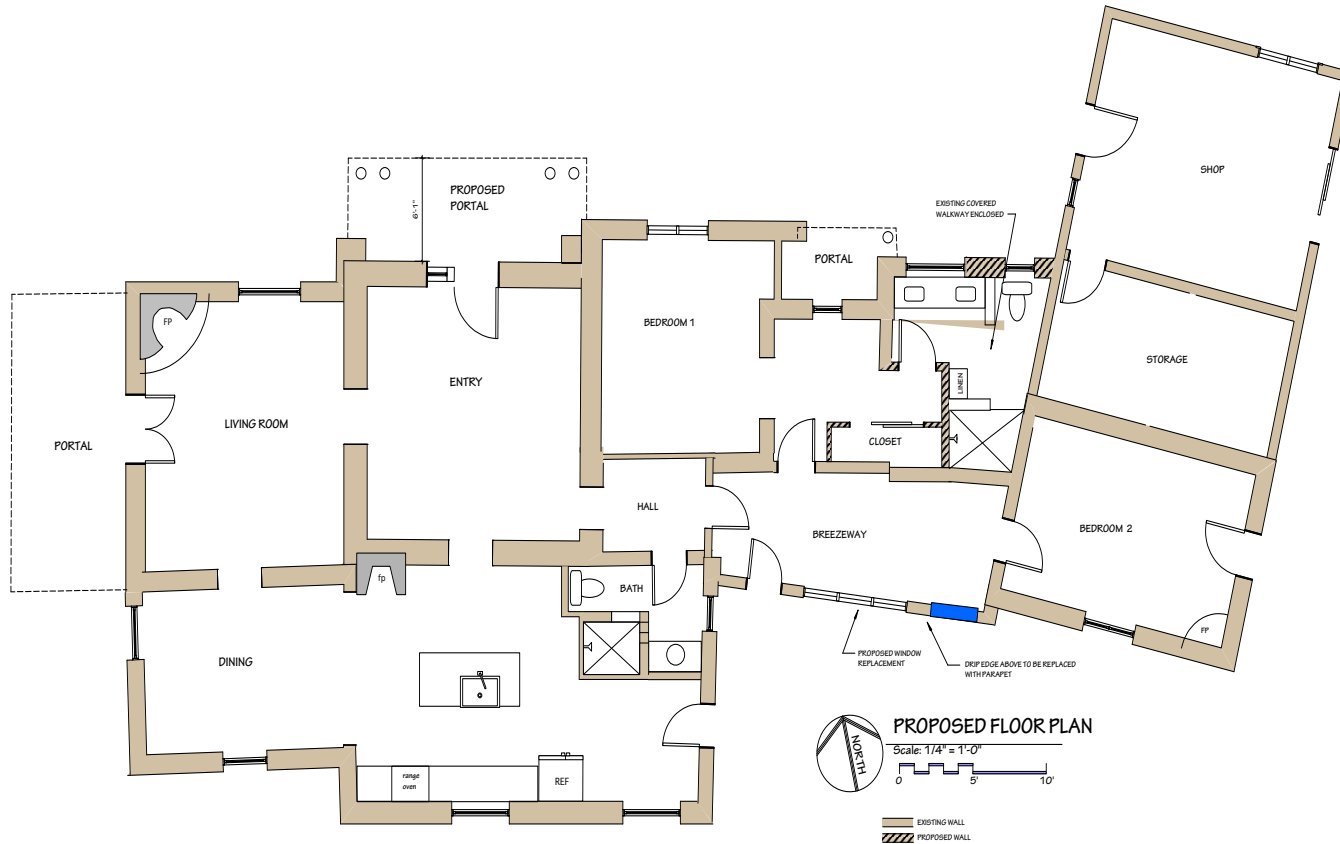 SHOP
PROPOSED
PORTAL
6'-1"
EXISTING COVERED
WALKWAY ENCLOSED
PORTAL
FP
BEDROOM 1
STORAGE
ENTRY
LINEN
LIVING ROOM
PORTAL
CLOSET
HALL
BEDROOM 2
BREEZEWAY
fp
BATH
FP
DINING
PROPOSED WINDOW
REPLACEMENT
DRIP EDGE ABOVE TO BE REPLACED
WITH PARAPET
NORTH
PROPOSED FLOOR PLAN
Scale: 1/4" = 1'-0"
0 5' 10'
range
oven
REF
EXISTING WALL
PROPOSED WALL